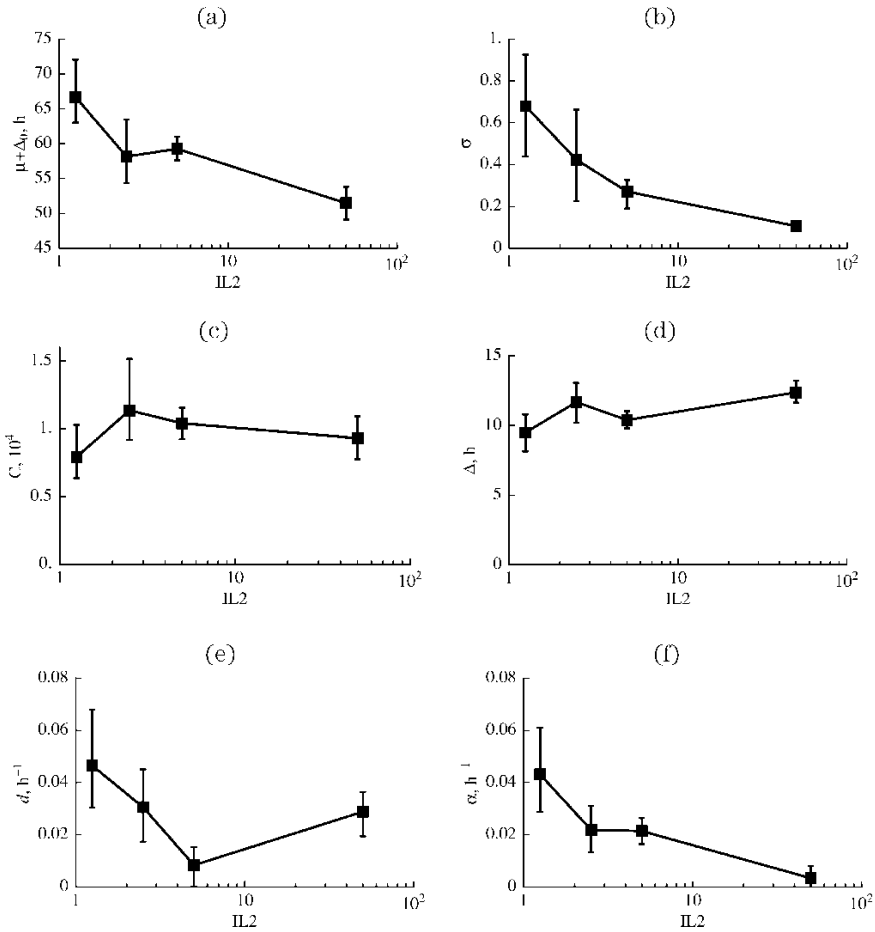 (a)
75
70
65
60
55
50
45
μ+Δ₀, h
1
10
10²
IL2
(b)
1.
0.8
0.6
0.4
0.2
0
σ
1
10
10²
IL2
(c)
1.5
1.
0.5
0.
C, 10⁴
1
10
10²
IL2
(d)
15
10
5
0
Δ, h
1
10
10²
IL2
(e)
0.08
0.06
0.04
0.02
0
d, h⁻¹
1
10
10³
IL2
(f)
0.08
0.06
0.04
0.02
0
α, h⁻¹
1
10
10²
IL2